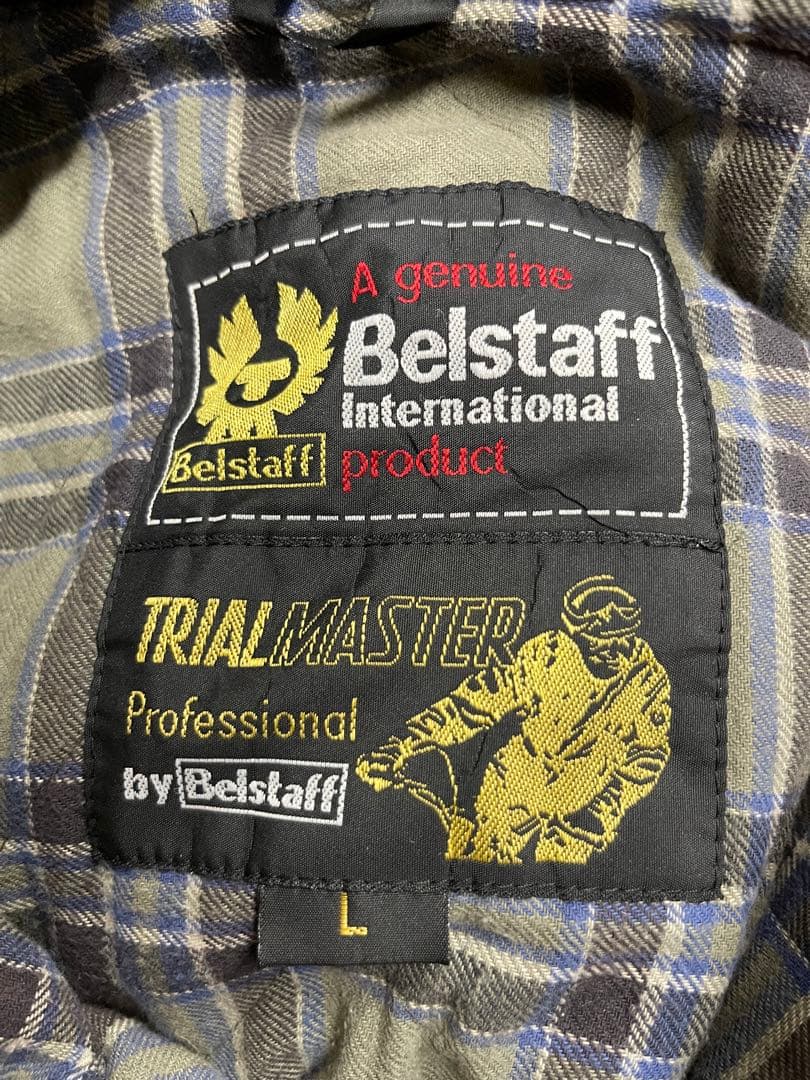 A genuine
Belstaff
International
product
Belstaff
TRIALMASTER
Professional
by Belstaff
L